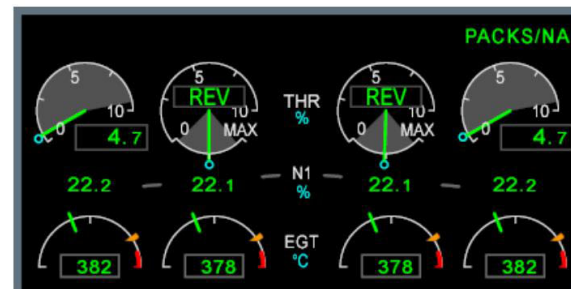 PACKS/NA
5 5 5 5
REV REV
10 10 10 10
THR
%
0 0 MAX 0 MAX 0
4.7 4.7
22.2 22.1 N1 22.1 22.2
%
EGT
°C
382 378 378 382